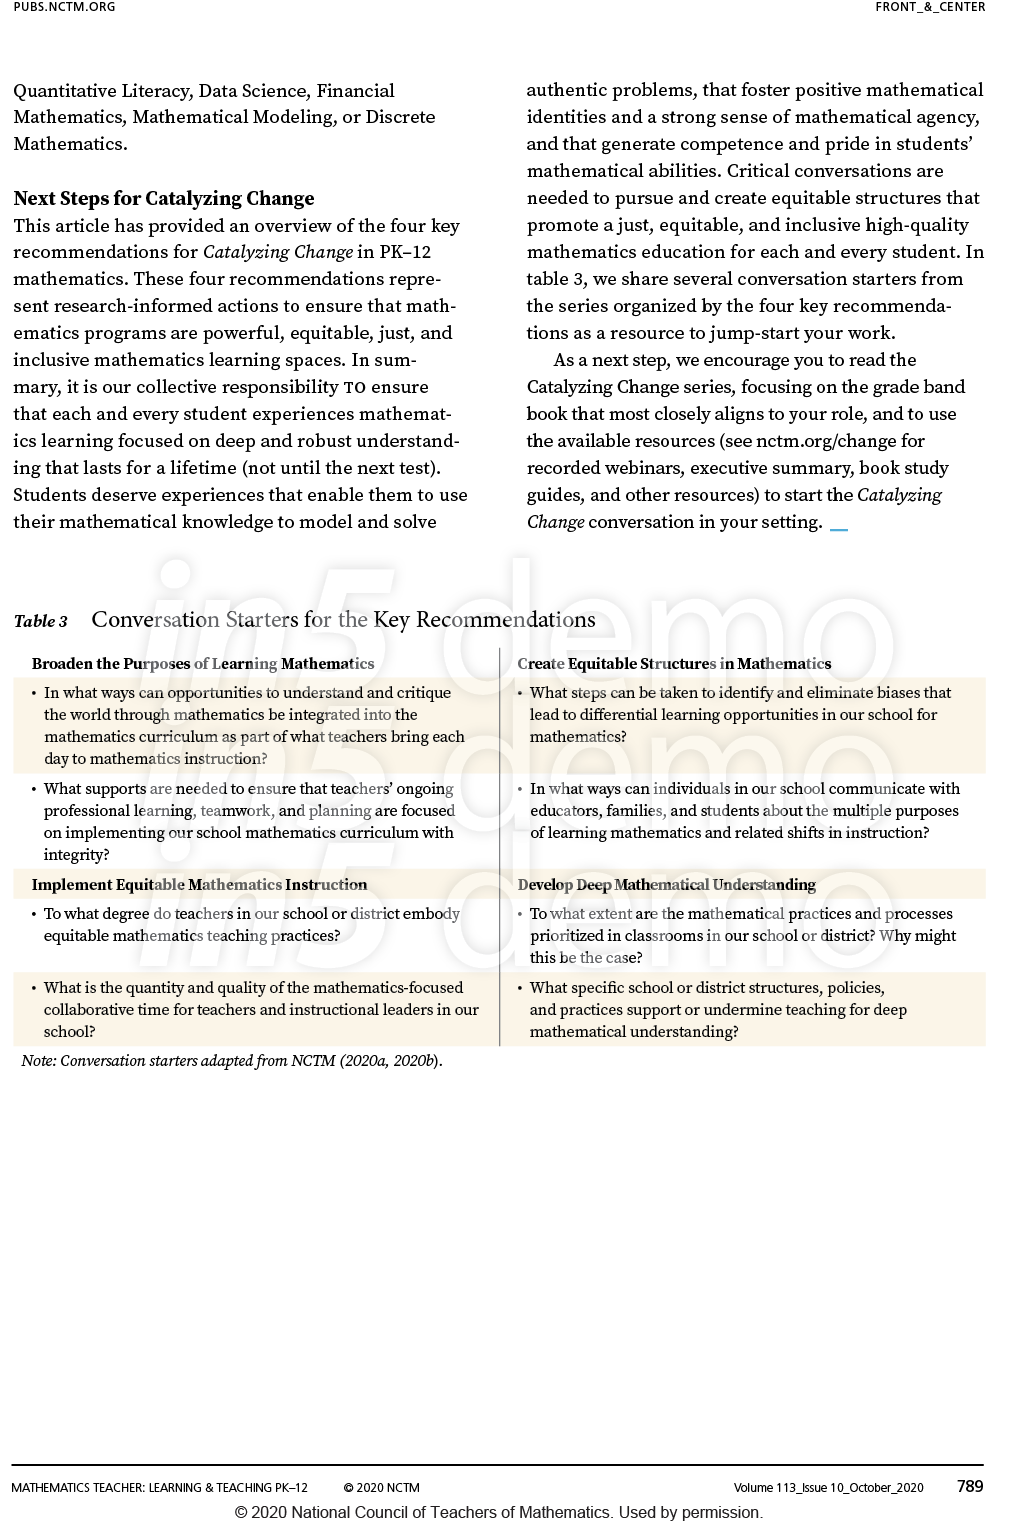 PUBS.NCTM.ORG
FRONT_&_CENTER
Quantitative Literacy, Data Science, Financial
Mathematics, Mathematical Modeling, or Discrete
Mathematics.
Next Steps for Catalyzing Change
This article has provided an overview of the four key
recommendations for Catalyzing Change in PK–12
mathematics. These four recommendations repre-
sent research-informed actions to ensure that math-
ematics programs are powerful, equitable, just, and
inclusive mathematics learning spaces. In sum-
mary, it is our collective responsibility TO ensure
that each and every student experiences mathemat-
ics learning focused on deep and robust understand-
ing that lasts for a lifetime (not until the next test).
Students deserve experiences that enable them to use
their mathematical knowledge to model and solve
authentic problems, that foster positive mathematical
identities and a strong sense of mathematical agency,
and that generate competence and pride in students’
mathematical abilities. Critical conversations are
needed to pursue and create equitable structures that
promote a just, equitable, and inclusive high-quality
mathematics education for each and every student. In
table 3, we share several conversation starters from
the series organized by the four key recommenda-
tions as a resource to jump-start your work.
As a next step, we encourage you to read the
Catalyzing Change series, focusing on the grade band
book that most closely aligns to your role, and to use
the available resources (see nctm.org/change for
recorded webinars, executive summary, book study
guides, and other resources) to start the Catalyzing
Change conversation in your setting.
Table 3 Conversation Starters for the Key Recommendations
Broaden the Purposes of Learning Mathematics
• In what ways can opportunities to understand and critique
the world through mathematics be integrated into the
mathematics curriculum as part of what teachers bring each
day to mathematics instruction?
• What supports are needed to ensure that teachers’ ongoing
professional learning, teamwork, and planning are focused
on implementing our school mathematics curriculum with
integrity?
Create Equitable Structures in Mathematics
• What steps can be taken to identify and eliminate biases that
lead to differential learning opportunities in our school for
mathematics?
• In what ways can individuals in our school communicate with
educators, families, and students about the multiple purposes
of learning mathematics and related shifts in instruction?
Implement Equitable Mathematics Instruction
• To what degree do teachers in our school or district embody
equitable mathematics teaching practices?
• What is the quantity and quality of the mathematics-focused
collaborative time for teachers and instructional leaders in our
school?
Develop Deep Mathematical Understanding
• To what extent are the mathematical practices and processes
prioritized in classrooms in our school or district? Why might
this be the case?
• What specific school or district structures, policies,
and practices support or undermine teaching for deep
mathematical understanding?
Note: Conversation starters adapted from NCTM (2020a, 2020b).
in5 demo
in5 demo
in5 demo
MATHEMATICS TEACHER: LEARNING & TEACHING PK–12 © 2020 NCTM
Volume 113_Issue 10_October_2020 789
© 2020 National Council of Teachers of Mathematics. Used by permission.